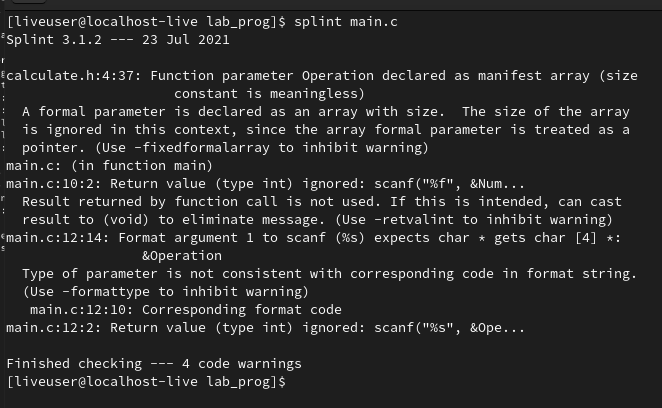 [liveuser@localhost-live lab_prog]$ splint main.c
Splint 3.1.2 --- 23 Jul 2021
calculate.h:4:37: Function parameter Operation declared as manifest array (size
constant is meaningless)
A formal parameter is declared as an array with size.  The size of the array
is ignored in this context, since the array formal parameter is treated as a
pointer. (Use -fixedformalarray to inhibit warning)
main.c: (in function main)
main.c:10:2: Return value (type int) ignored: scanf("%f", &Num...
Result returned by function call is not used. If this is intended, can cast
result to (void) to eliminate message. (Use -retvalint to inhibit warning)
main.c:12:14: Format argument 1 to scanf (%s) expects char * gets char [4] *:
&Operation
Type of parameter is not consistent with corresponding code in format string.
(Use -formattype to inhibit warning)
main.c:12:10: Corresponding format code
main.c:12:2: Return value (type int) ignored: scanf("%s", &Ope...
Finished checking --- 4 code warnings
[liveuser@localhost-live lab_prog]$